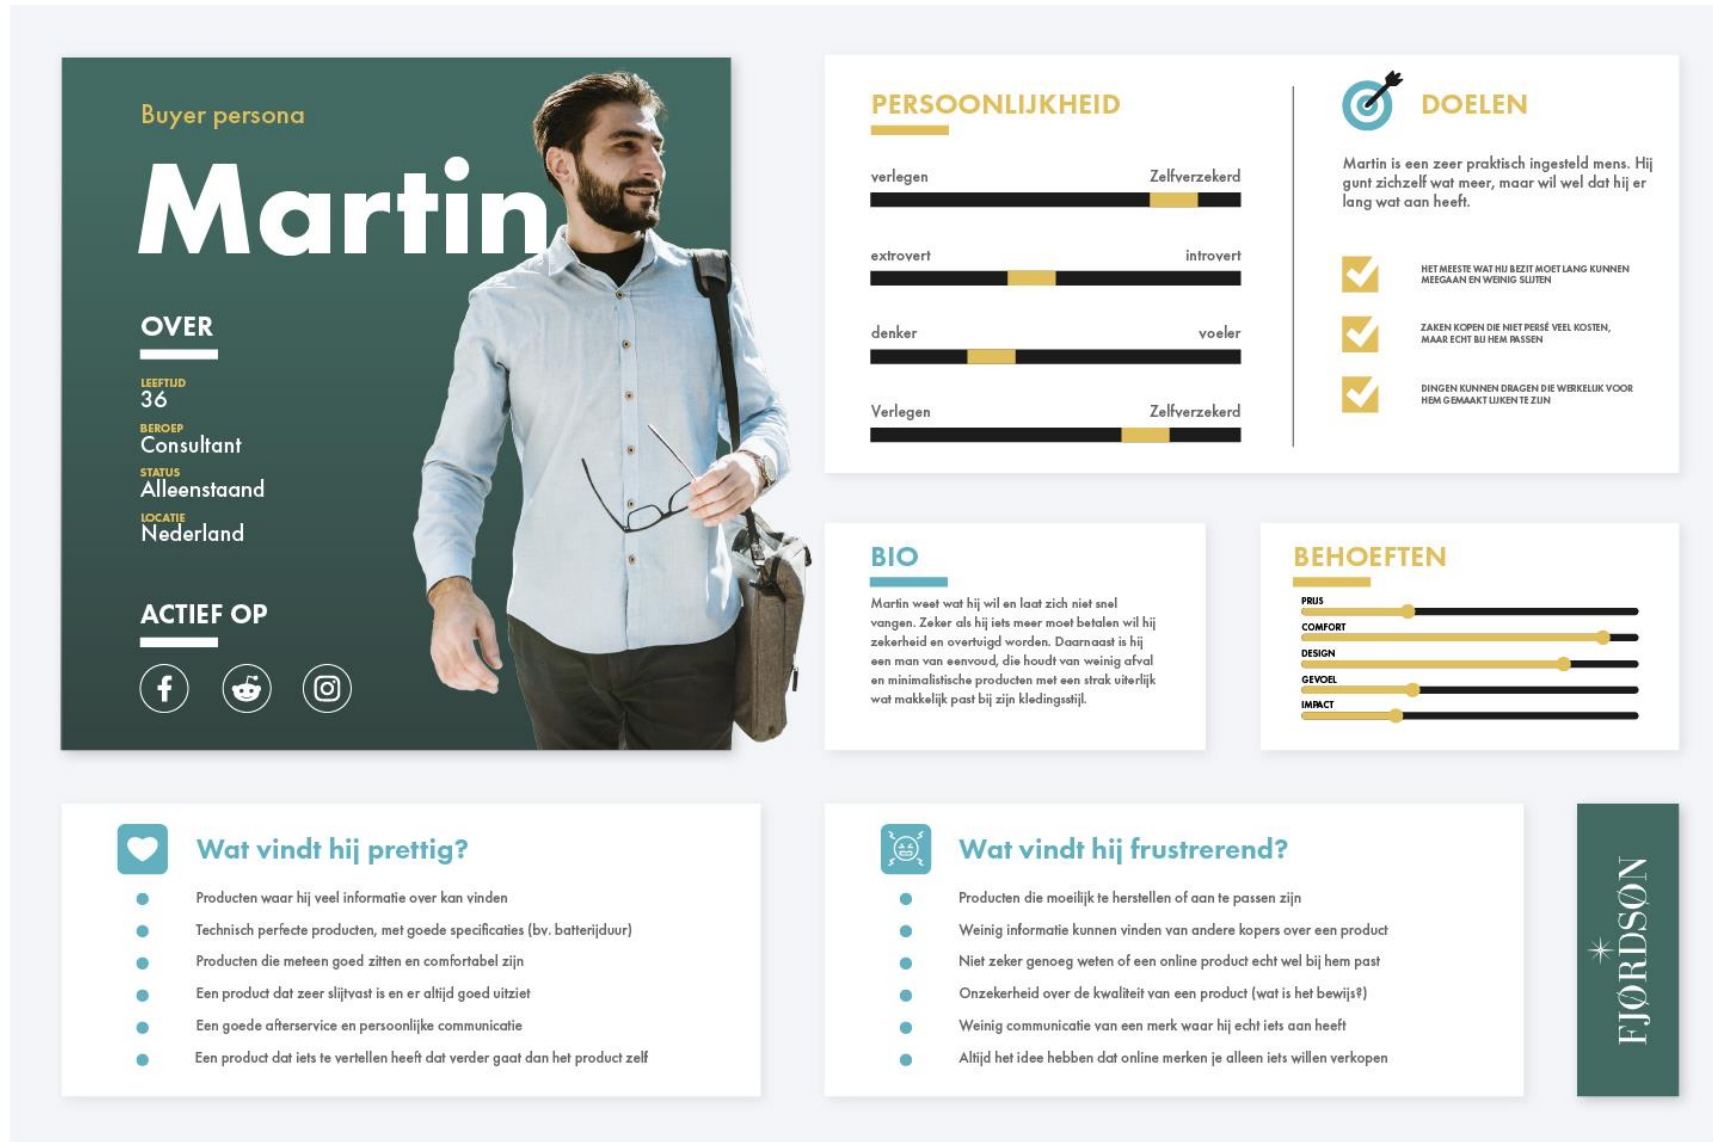 Buyer persona
Martin
OVER
LEEFTIJD
36
BEROEP
Consultant
STATUS
Alleenstaand
LOCATIE
Nederland
ACTIEF OP
PERSOONLIJKHEID
verlegen Zelfverzekerd
extrovert introvert
denker voeler
Verlegen Zelfverzekerd
DOELEN
Martin is een zeer praktisch ingesteld mens. Hij
gunt zichzelf wat meer, maar wil wel dat hij er
lang wat aan heeft.
HET MEESTE WAT HIJ BEZIT MOET LANG KUNNEN
MEEGAAN EN WEINIG SLIJTEN
ZAKEN KOPEN DIE NIET PERSÉ VEEL KOSTEN,
MAAR ECHT BIJ HEM PASSEN
DINGEN KUNNEN DRAGEN DIE WERKELIJK VOOR
HEM GEMAAKT LIJKEN TE ZIJN
BIO
Martin weet wat hij wil en laat zich niet snel
vangen. Zeker als hij iets meer moet betalen wil hij
zekerheid en overtuigd worden. Daarnaast is hij
een man van eenvoud, die houdt van weinig afval
en minimalistische producten met een strak uiterlijk
wat makkelijk past bij zijn kledingsstijl.
BEHOEFTEN
PRIJS
COMFORT
DESIGN
GEVOEL
IMPACT
Wat vindt hij prettig?
Producten waar hij veel informatie over kan vinden
Technisch perfecte producten, met goede specificaties (bv. batterijduur)
Producten die meteen goed zitten en comfortabel zijn
Een product dat zeer slijtvast is en er altijd goed uitziet
Een goede afterservice en persoonlijke communicatie
Een product dat iets te vertellen heeft dat verder gaat dan het product zelf
Wat vindt hij frustrerend?
Producten die moeilijk te herstellen of aan te passen zijn
Weinig informatie kunnen vinden van andere kopers over een product
Niet zeker genoeg weten of een online product echt wel bij hem past
Onzekerheid over de kwaliteit van een product (wat is het bewijs?)
Weinig communicatie van een merk waar hij echt iets aan heeft
Altijd het idee hebben dat online merken je alleen iets willen verkopen
FJØRDSØN